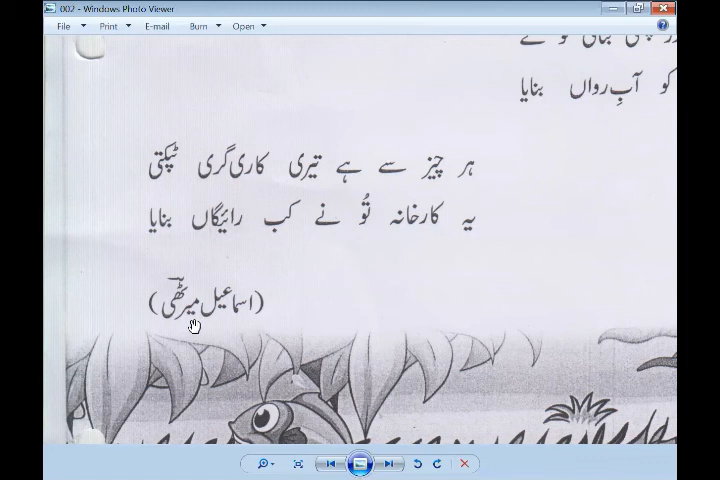 002 - Windows Photo Viewer
File Print E-mail Burn Open
کو آبِ رواں بنایا
ہر چیز سے ہے تیری کاری گری ٹپکتی
یہ کارخانہ تُو نے کب رائیگاں بنایا
(اسماعیل میرٹھی)